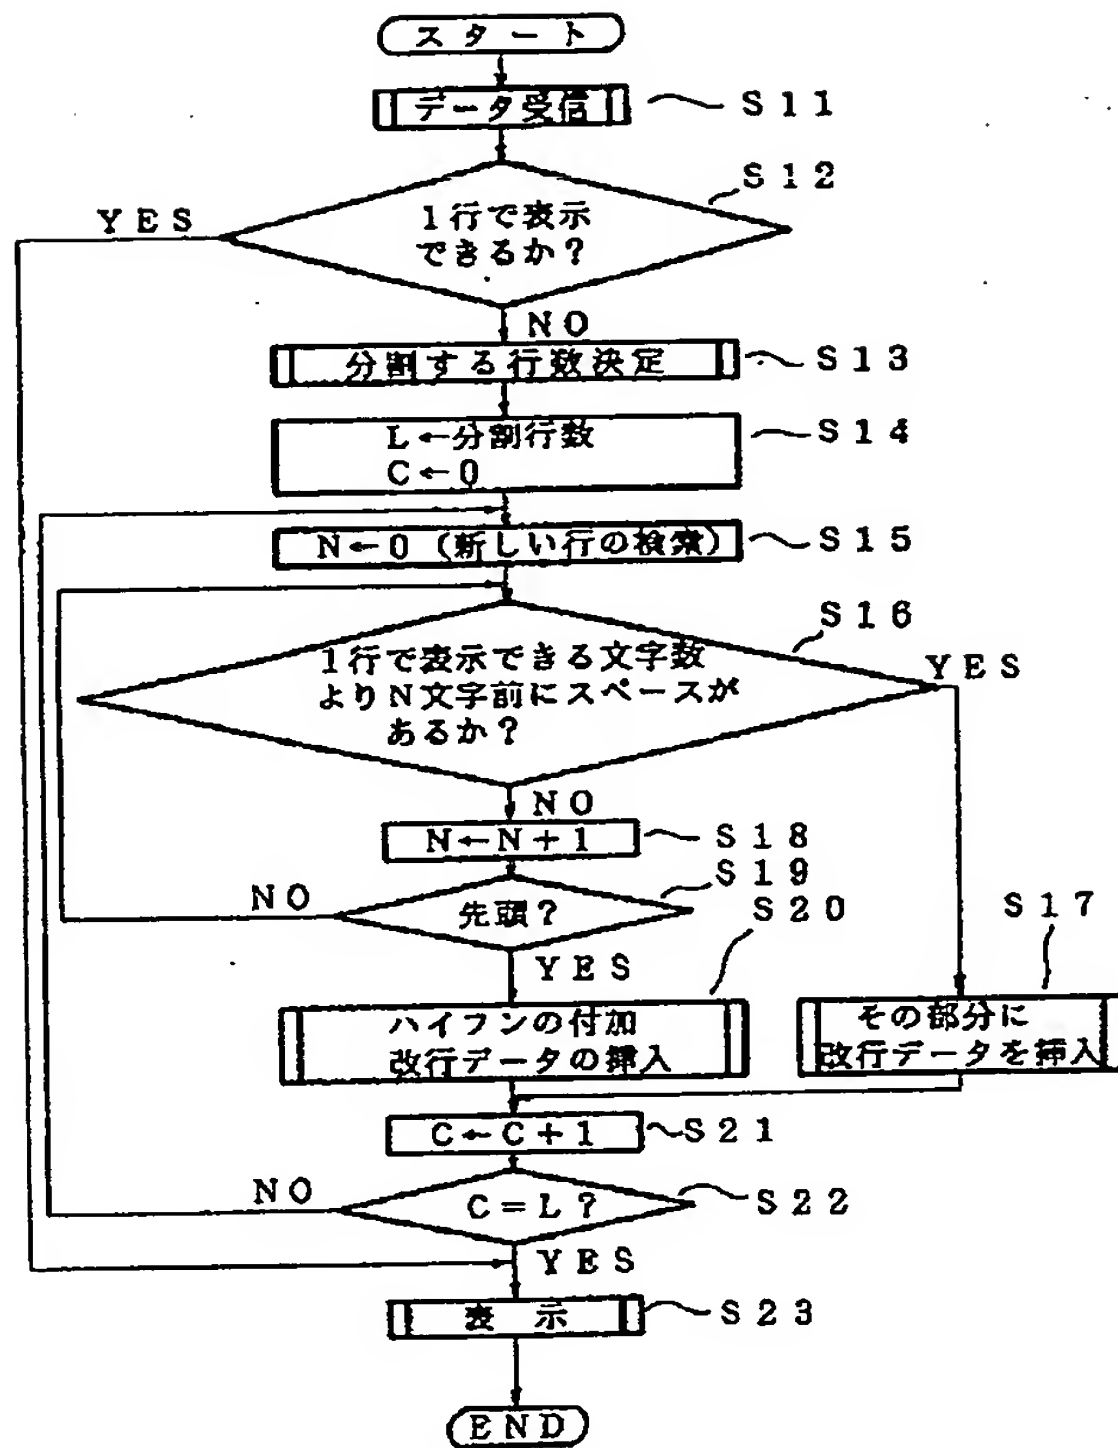 スタート
データ受信
S11
S12
YES
1行で表示
できるか?
NO
分割する行数決定
S13
L←分割行数
C←0
S14
N←0(新しい行の検索)
S15
S16
1行で表示できる文字数
よりN文字前にスペースが
あるか?
YES
NO
N←N+1
S18
S19
NO
先頭?
S20
S17
YES
ハイフンの付加
改行データの挿入
その部分に
改行データを挿入
C←C+1
S21
NO
C=L?
S22
YES
表示
S23
END